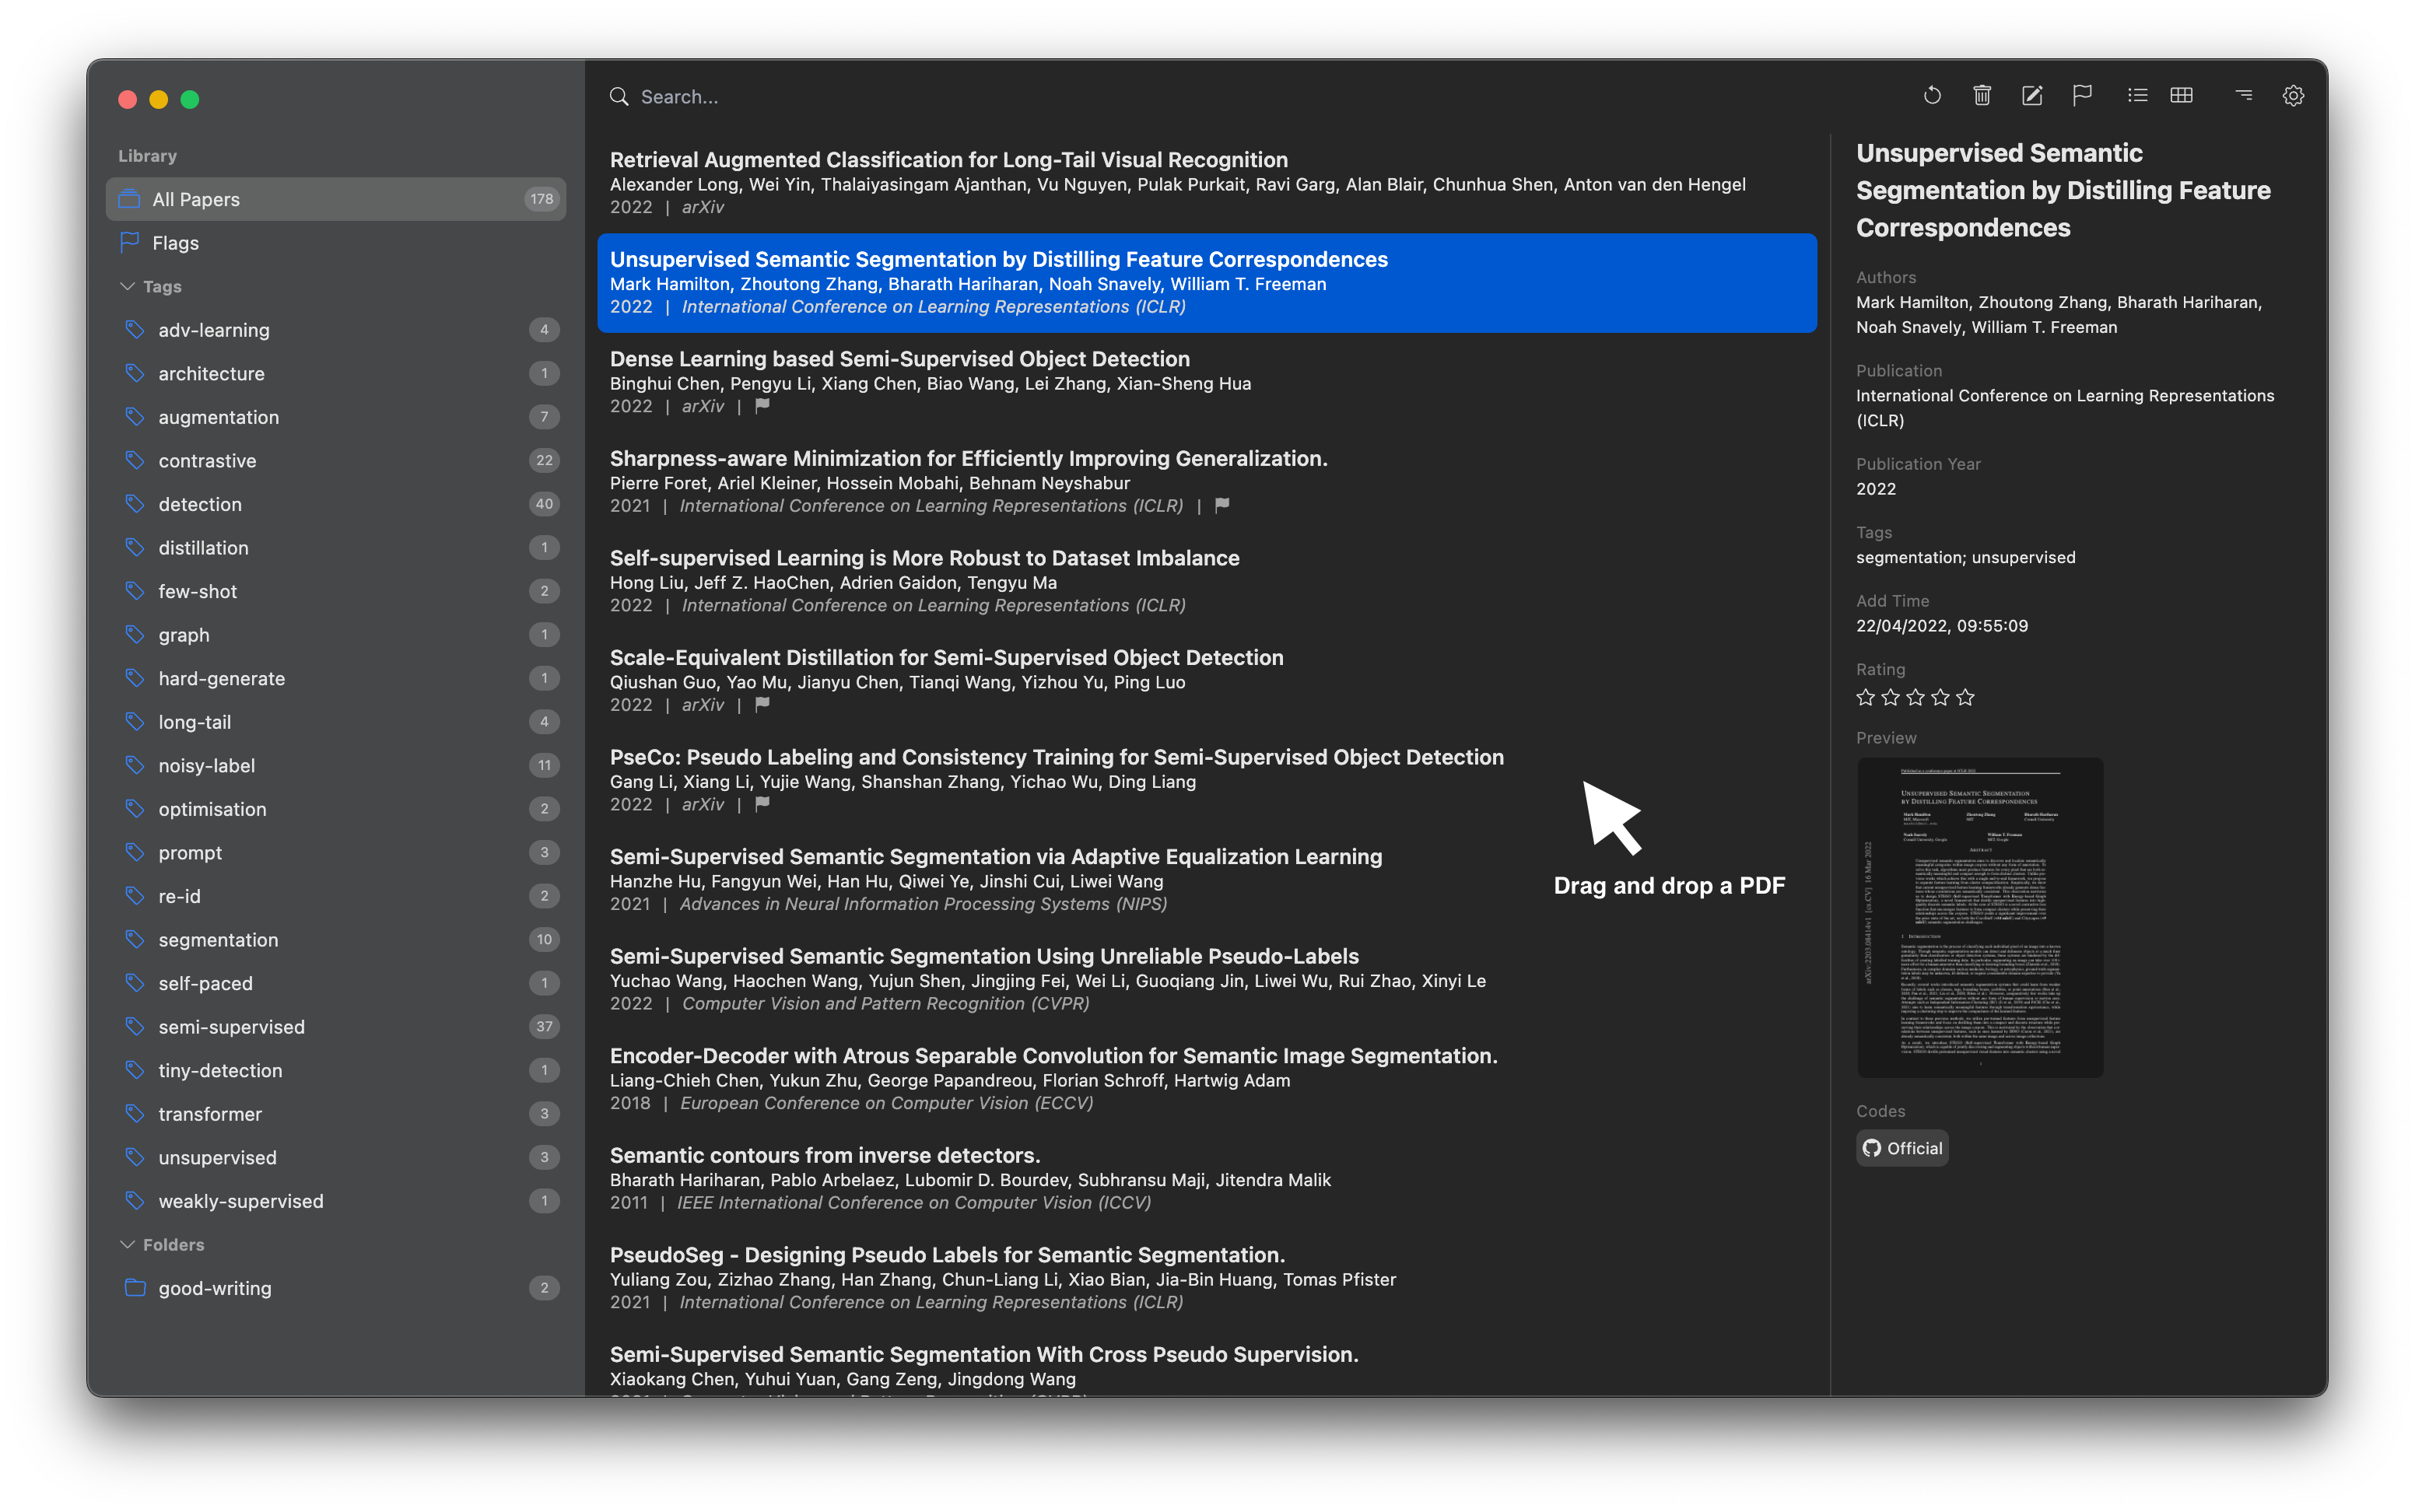 Library
All Papers 178
Flags
Tags
adv-learning 4
architecture 1
augmentation 7
contrastive 22
detection 40
distillation 1
few-shot 2
graph 1
hard-generate 1
long-tail 4
noisy-label 11
optimisation 2
prompt 3
re-id 2
segmentation 10
self-paced 1
semi-supervised 37
tiny-detection 1
transformer 3
unsupervised 3
weakly-supervised 1
Folders
good-writing 2
Search...
Retrieval Augmented Classification for Long-Tail Visual Recognition
Alexander Long, Wei Yin, Thalaiyasingam Ajanthan, Vu Nguyen, Pulak Purkait, Ravi Garg, Alan Blair, Chunhua Shen, Anton van den Hengel
2022 | arXiv
Unsupervised Semantic Segmentation by Distilling Feature Correspondences
Mark Hamilton, Zhoutong Zhang, Bharath Hariharan, Noah Snavely, William T. Freeman
2022 | International Conference on Learning Representations (ICLR)
Dense Learning based Semi-Supervised Object Detection
Binghui Chen, Pengyu Li, Xiang Chen, Biao Wang, Lei Zhang, Xian-Sheng Hua
2022 | arXiv |
Sharpness-aware Minimization for Efficiently Improving Generalization.
Pierre Foret, Ariel Kleiner, Hossein Mobahi, Behnam Neyshabur
2021 | International Conference on Learning Representations (ICLR) |
Self-supervised Learning is More Robust to Dataset Imbalance
Hong Liu, Jeff Z. HaoChen, Adrien Gaidon, Tengyu Ma
2022 | International Conference on Learning Representations (ICLR)
Scale-Equivalent Distillation for Semi-Supervised Object Detection
Qiushan Guo, Yao Mu, Jianyu Chen, Tianqi Wang, Yizhou Yu, Ping Luo
2022 | arXiv |
PseCo: Pseudo Labeling and Consistency Training for Semi-Supervised Object Detection
Gang Li, Xiang Li, Yujie Wang, Shanshan Zhang, Yichao Wu, Ding Liang
2022 | arXiv |
Semi-Supervised Semantic Segmentation via Adaptive Equalization Learning
Hanzhe Hu, Fangyun Wei, Han Hu, Qiwei Ye, Jinshi Cui, Liwei Wang
2021 | Advances in Neural Information Processing Systems (NIPS)
Drag and drop a PDF
Semi-Supervised Semantic Segmentation Using Unreliable Pseudo-Labels
Yuchao Wang, Haochen Wang, Yujun Shen, Jingjing Fei, Wei Li, Guoqiang Jin, Liwei Wu, Rui Zhao, Xinyi Le
2022 | Computer Vision and Pattern Recognition (CVPR)
Encoder-Decoder with Atrous Separable Convolution for Semantic Image Segmentation.
Liang-Chieh Chen, Yukun Zhu, George Papandreou, Florian Schroff, Hartwig Adam
2018 | European Conference on Computer Vision (ECCV)
Semantic contours from inverse detectors.
Bharath Hariharan, Pablo Arbelaez, Lubomir D. Bourdev, Subhransu Maji, Jitendra Malik
2011 | IEEE International Conference on Computer Vision (ICCV)
PseudoSeg - Designing Pseudo Labels for Semantic Segmentation.
Yuliang Zou, Zizhao Zhang, Han Zhang, Chun-Liang Li, Xiao Bian, Jia-Bin Huang, Tomas Pfister
2021 | International Conference on Learning Representations (ICLR)
Semi-Supervised Semantic Segmentation With Cross Pseudo Supervision.
Xiaokang Chen, Yuhui Yuan, Gang Zeng, Jingdong Wang
Unsupervised Semantic
Segmentation by Distilling Feature
Correspondences
Authors
Mark Hamilton, Zhoutong Zhang, Bharath Hariharan,
Noah Snavely, William T. Freeman
Publication
International Conference on Learning Representations
(ICLR)
Publication Year
2022
Tags
segmentation; unsupervised
Add Time
22/04/2022, 09:55:09
Rating
Preview
UNSUPERVISED SEMANTIC SEGMENTATION
BY DISTILLING FEATURE CORRESPONDENCES
arXiv:2203.08414v1 [cs.CV] 16 Mar 2022
ABSTRACT
1 INTRODUCTION
Codes
Official